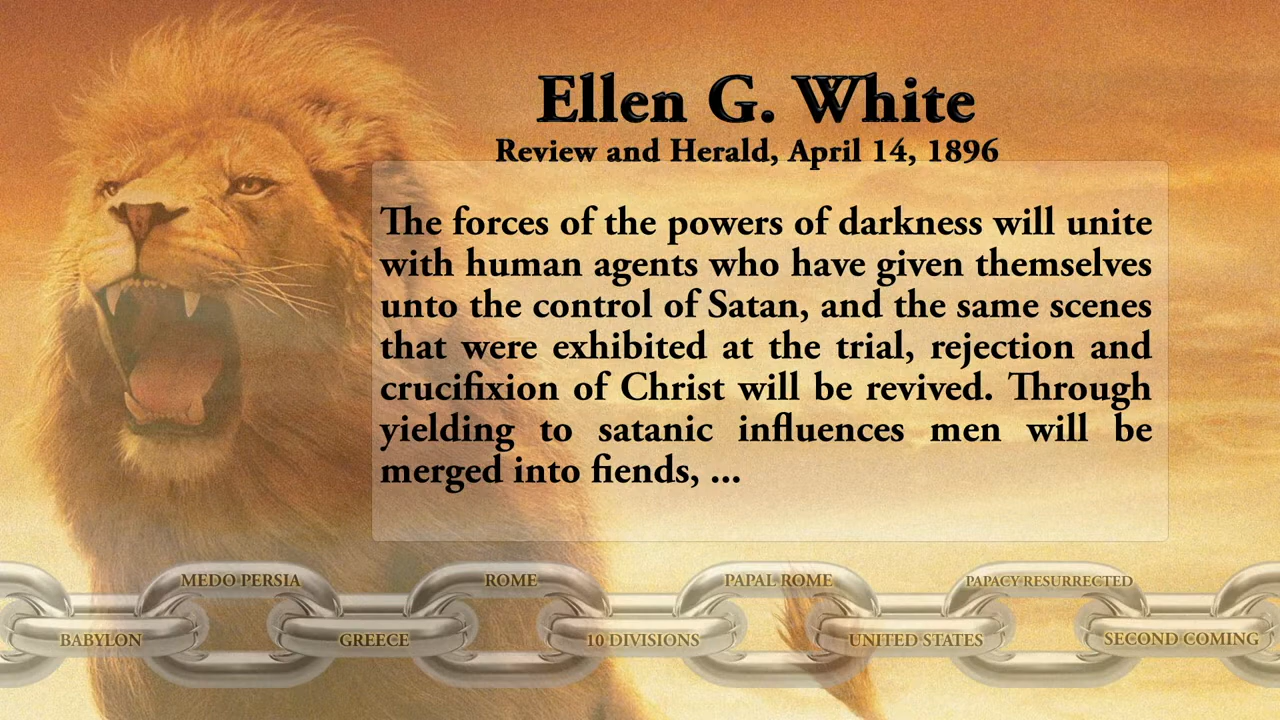 Ellen G. White
Review and Herald, April 14, 1896
The forces of the powers of darkness will unite
with human agents who have given themselves
unto the control of Satan, and the same scenes
that were exhibited at the trial, rejection and
crucifixion of Christ will be revived. Through
yielding to satanic influences men will be
merged into fiends, ...
MEDO PERSIA ROME PAPAL ROME PAPACY RESURRECTED
BABYLON GREECE 10 DIVISIONS UNITED STATES SECOND COMING